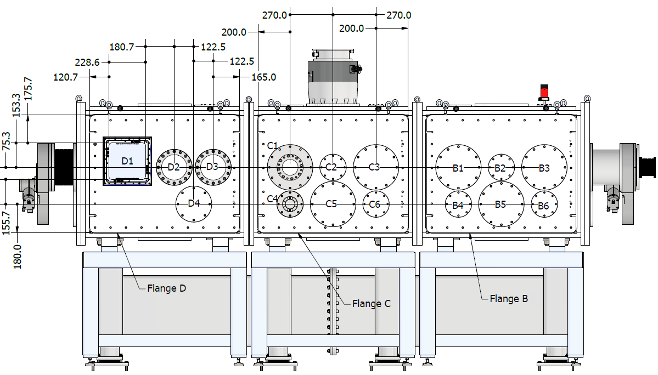 270.0 270.0
200.0 200.0
180.7 122.5
228.6 122.5
120.7 165.0
175.7
153.3
75.3
155.7
180.0
C1 C2 C3
D1 D2 D3
B1 B2 B3
D4 C4 C5 C6
B4 B5 B6
Flange D
Flange C
Flange B